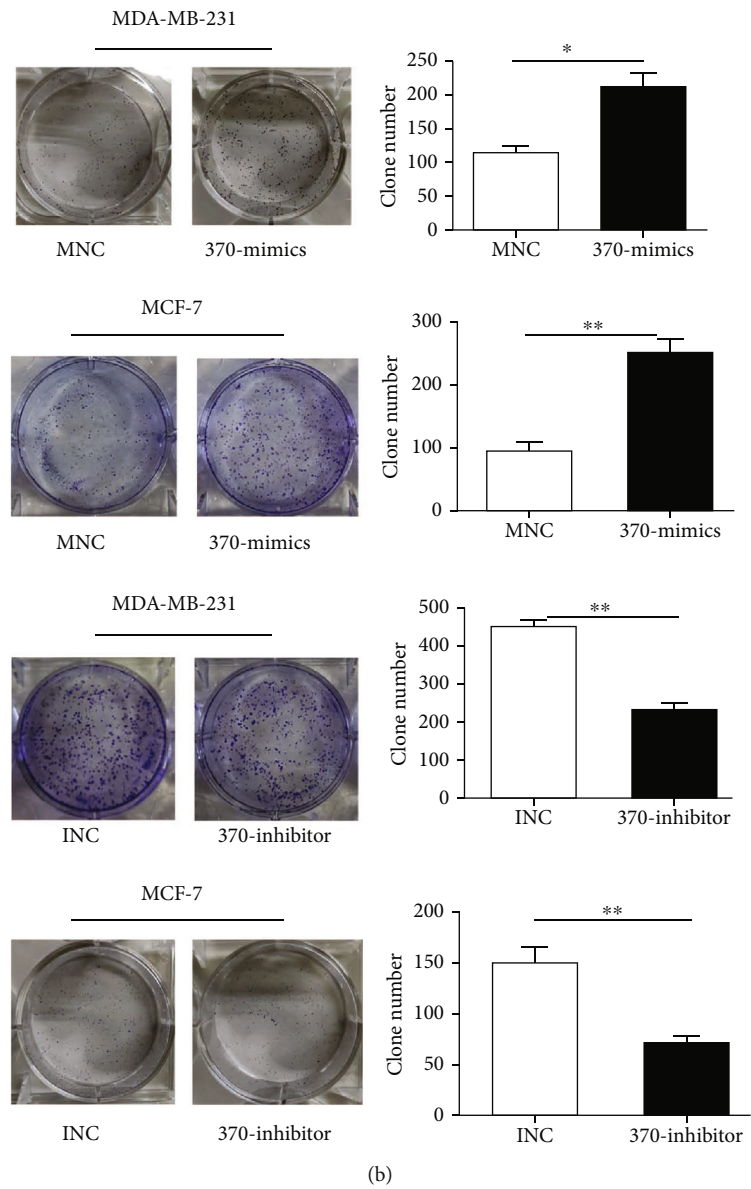 MDA-MB-231
MNC
370-mimics
Clone number
250
200
150
100
50
0
*
MNC
370-mimics
MCF-7
MNC
370-mimics
Clone number
300
200
100
0
**
MNC
370-mimics
MDA-MB-231
INC
370-inhibitor
Clone number
500
400
300
200
100
0
**
INC
370-inhibitor
MCF-7
INC
370-inhibitor
Clone number
200
150
100
50
0
**
INC
370-inhibitor
(b)